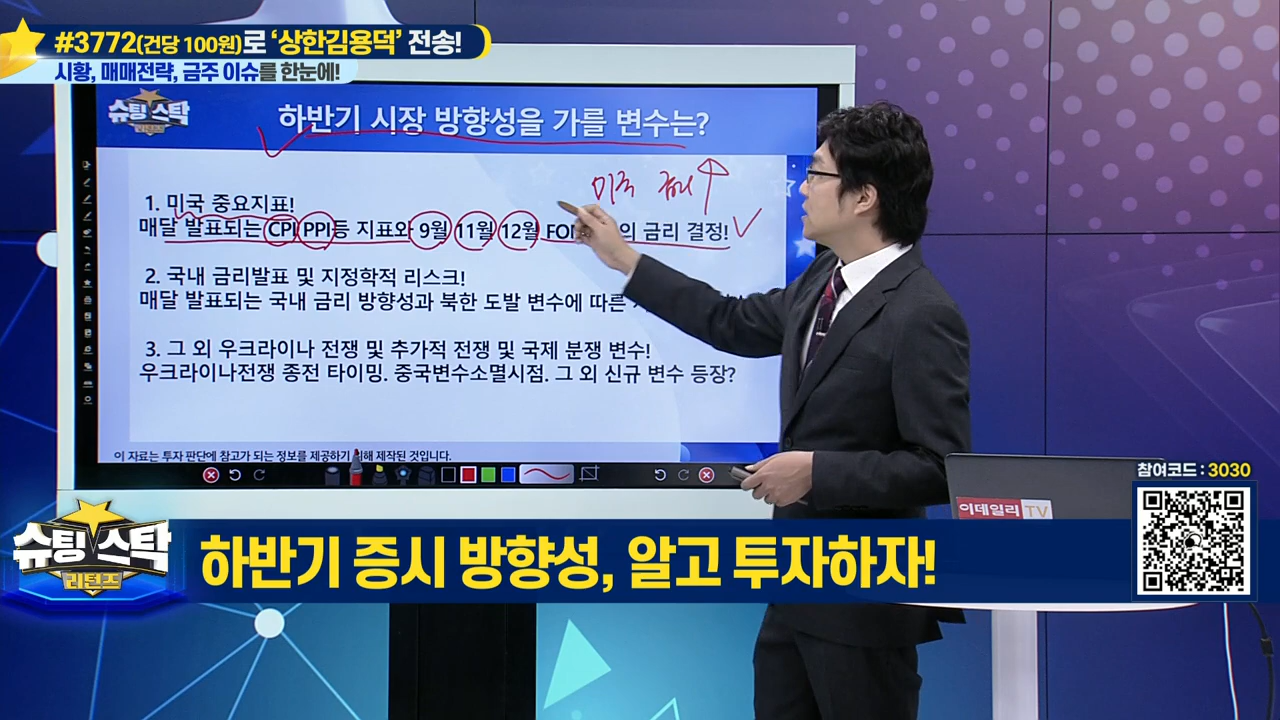 #3772(건당 100원)로 ‘상한김용덕’ 전송!
시황, 매매전략, 금주 이슈를 한눈에!
슈팅 스탁
리턴즈
하반기 시장 방향성을 가를 변수는?
미국 금리
1. 미국 중요지표!
매달 발표되는 CPI PPI등 지표와 9월 11월 12월 금리 결정!
2. 국내 금리발표 및 지정학적 리스크!
매달 발표되는 국내 금리 방향성과 북한 도발 변수에 따른
3. 그 외 우크라이나 전쟁 및 추가적 전쟁 및 국제 분쟁 변수!
우크라이나전쟁 종전 타이밍. 중국변수소멸시점. 그 외 신규 변수 등장?
이 자료는 투자 판단에 참고가 되는 정보를 제공하기 위해 제작된 것입니다.
참여코드 : 3030
이데일리TV
슈팅 스탁
리턴즈
하반기 증시 방향성, 알고 투자하자!